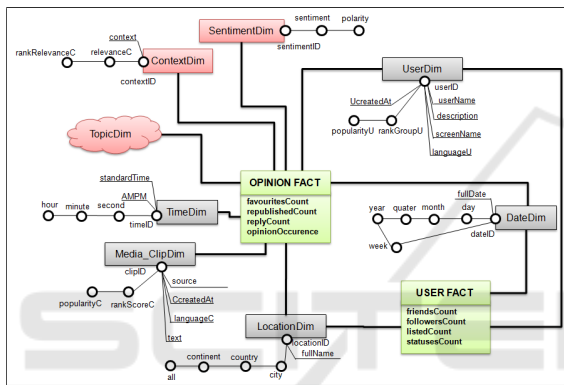 SentimentDim
sentiment
polarity
sentimentID
context
rankRelevanceC
relevanceC
ContextDim
contextID
UserDim
userID
UcreatedAt
userName
description
popularityU
rankGroupU
screenName
languageU
TopicDim
OPINION FACT
favouritesCount
republishedCount
replyCount
opinionOccurence
standardTime
AMPM
hour
minute
second
TimeDim
timeID
fullDate
year
quater
month
day
DateDim
week
dateID
Media_ClipDim
clipID
source
CcreatedAt
popularityC
rankScoreC
languageC
text
USER FACT
friendsCount
followersCount
listedCount
statusesCount
LocationDim
locationID
fullName
continent
country
all
city
SCITE